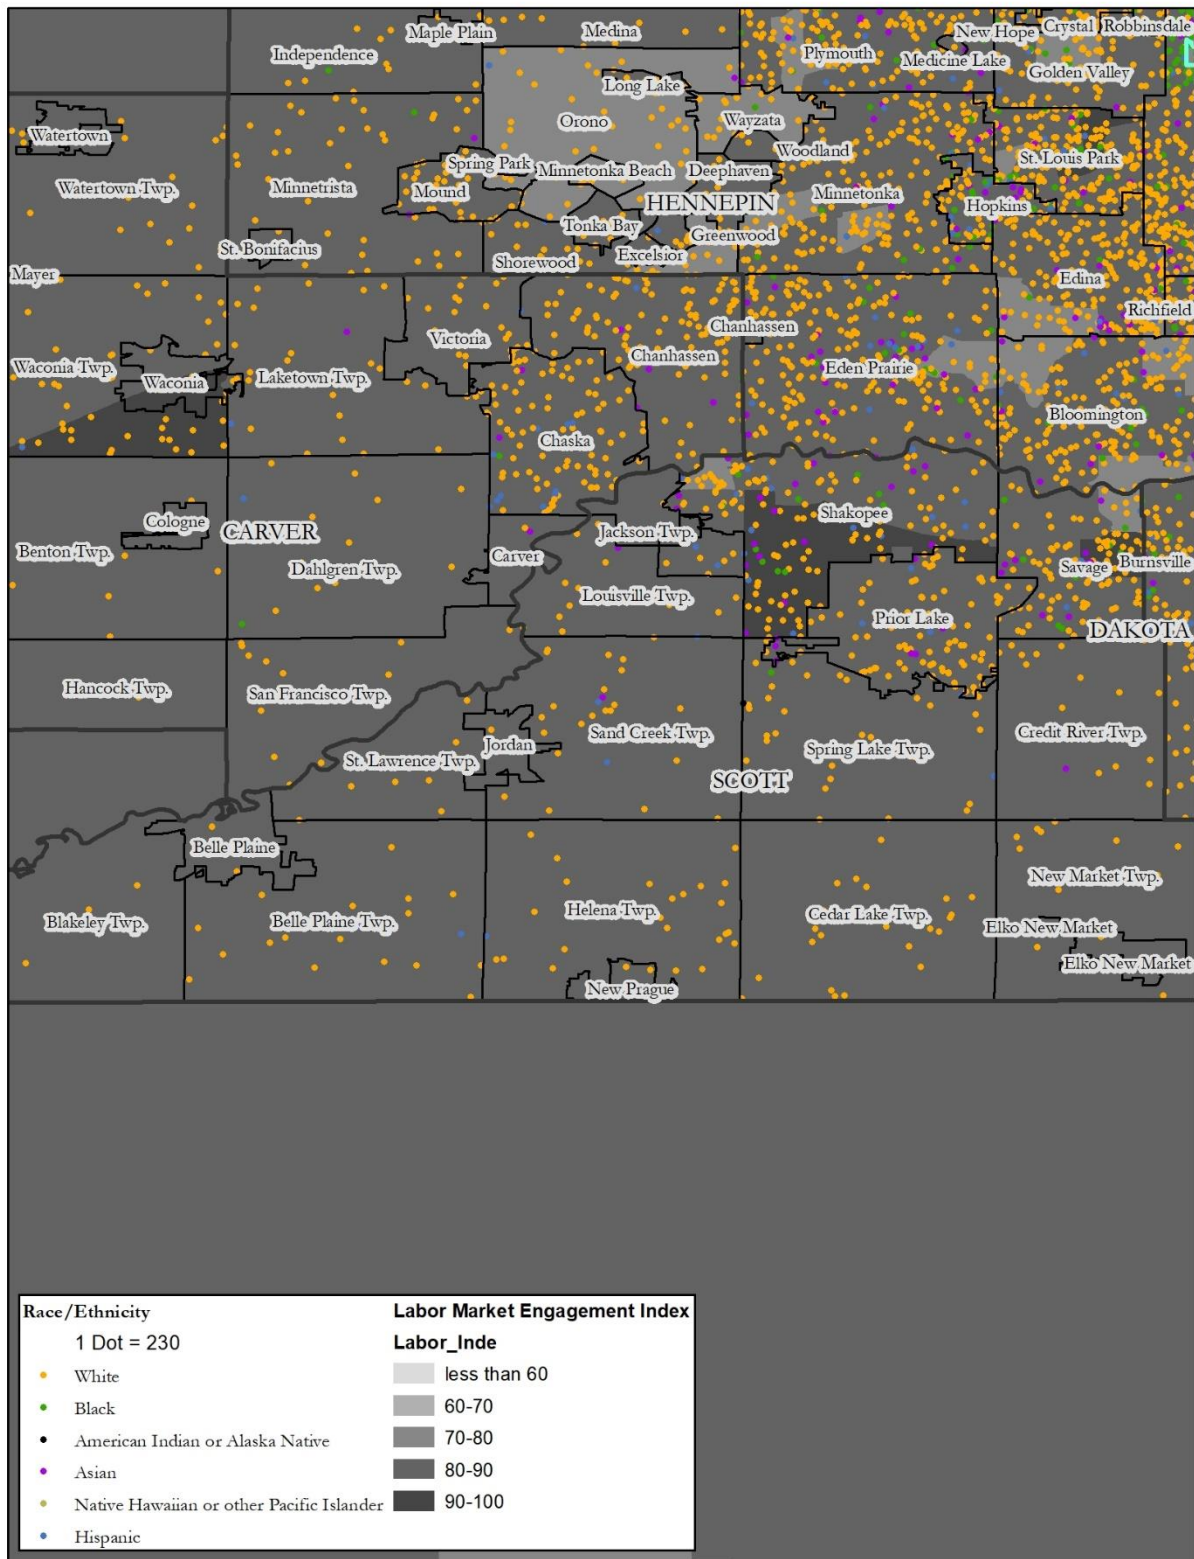 Maple Plain
Medina
New Hope
Crystal
Robbinsdale
Independence
Plymouth
Medicine Lake
Golden Valley
Long Lake
Orono
Wayzata
Watertown
Woodland
St. Louis Park
Spring Park
Minnetonka Beach
Deephaven
Watertown Twp.
Minnetrista
Mound
Minnetonka
HENNEPIN
Hopkins
Tonka Bay
Greenwood
St. Bonifacius
Shorewood
Excelsior
Mayer
Edina
Richfield
Victoria
Chanhassen
Chanhassen
Waconia Twp.
Waconia
Laketown Twp.
Eden Prairie
Bloomington
Chaska
Cologne
CARVER
Jackson Twp.
Shakopee
Benton Twp.
Dahlgren Twp.
Carver
Savage
Burnsville
Louisville Twp.
Prior Lake
DAKOTA
Hancock Twp.
San Francisco Twp.
St. Lawrence Twp.
Jordan
Sand Creek Twp.
Spring Lake Twp.
Credit River Twp.
SCOTT
Belle Plaine
New Market Twp.
Blakeley Twp.
Belle Plaine Twp.
Helena Twp.
Cedar Lake Twp.
Elko New Market
Elko New Market
New Prague
Race/Ethnicity
1 Dot = 230
White
Black
American Indian or Alaska Native
Asian
Native Hawaiian or other Pacific Islander
Hispanic
Labor Market Engagement Index
Labor_Inde
less than 60
60-70
70-80
80-90
90-100